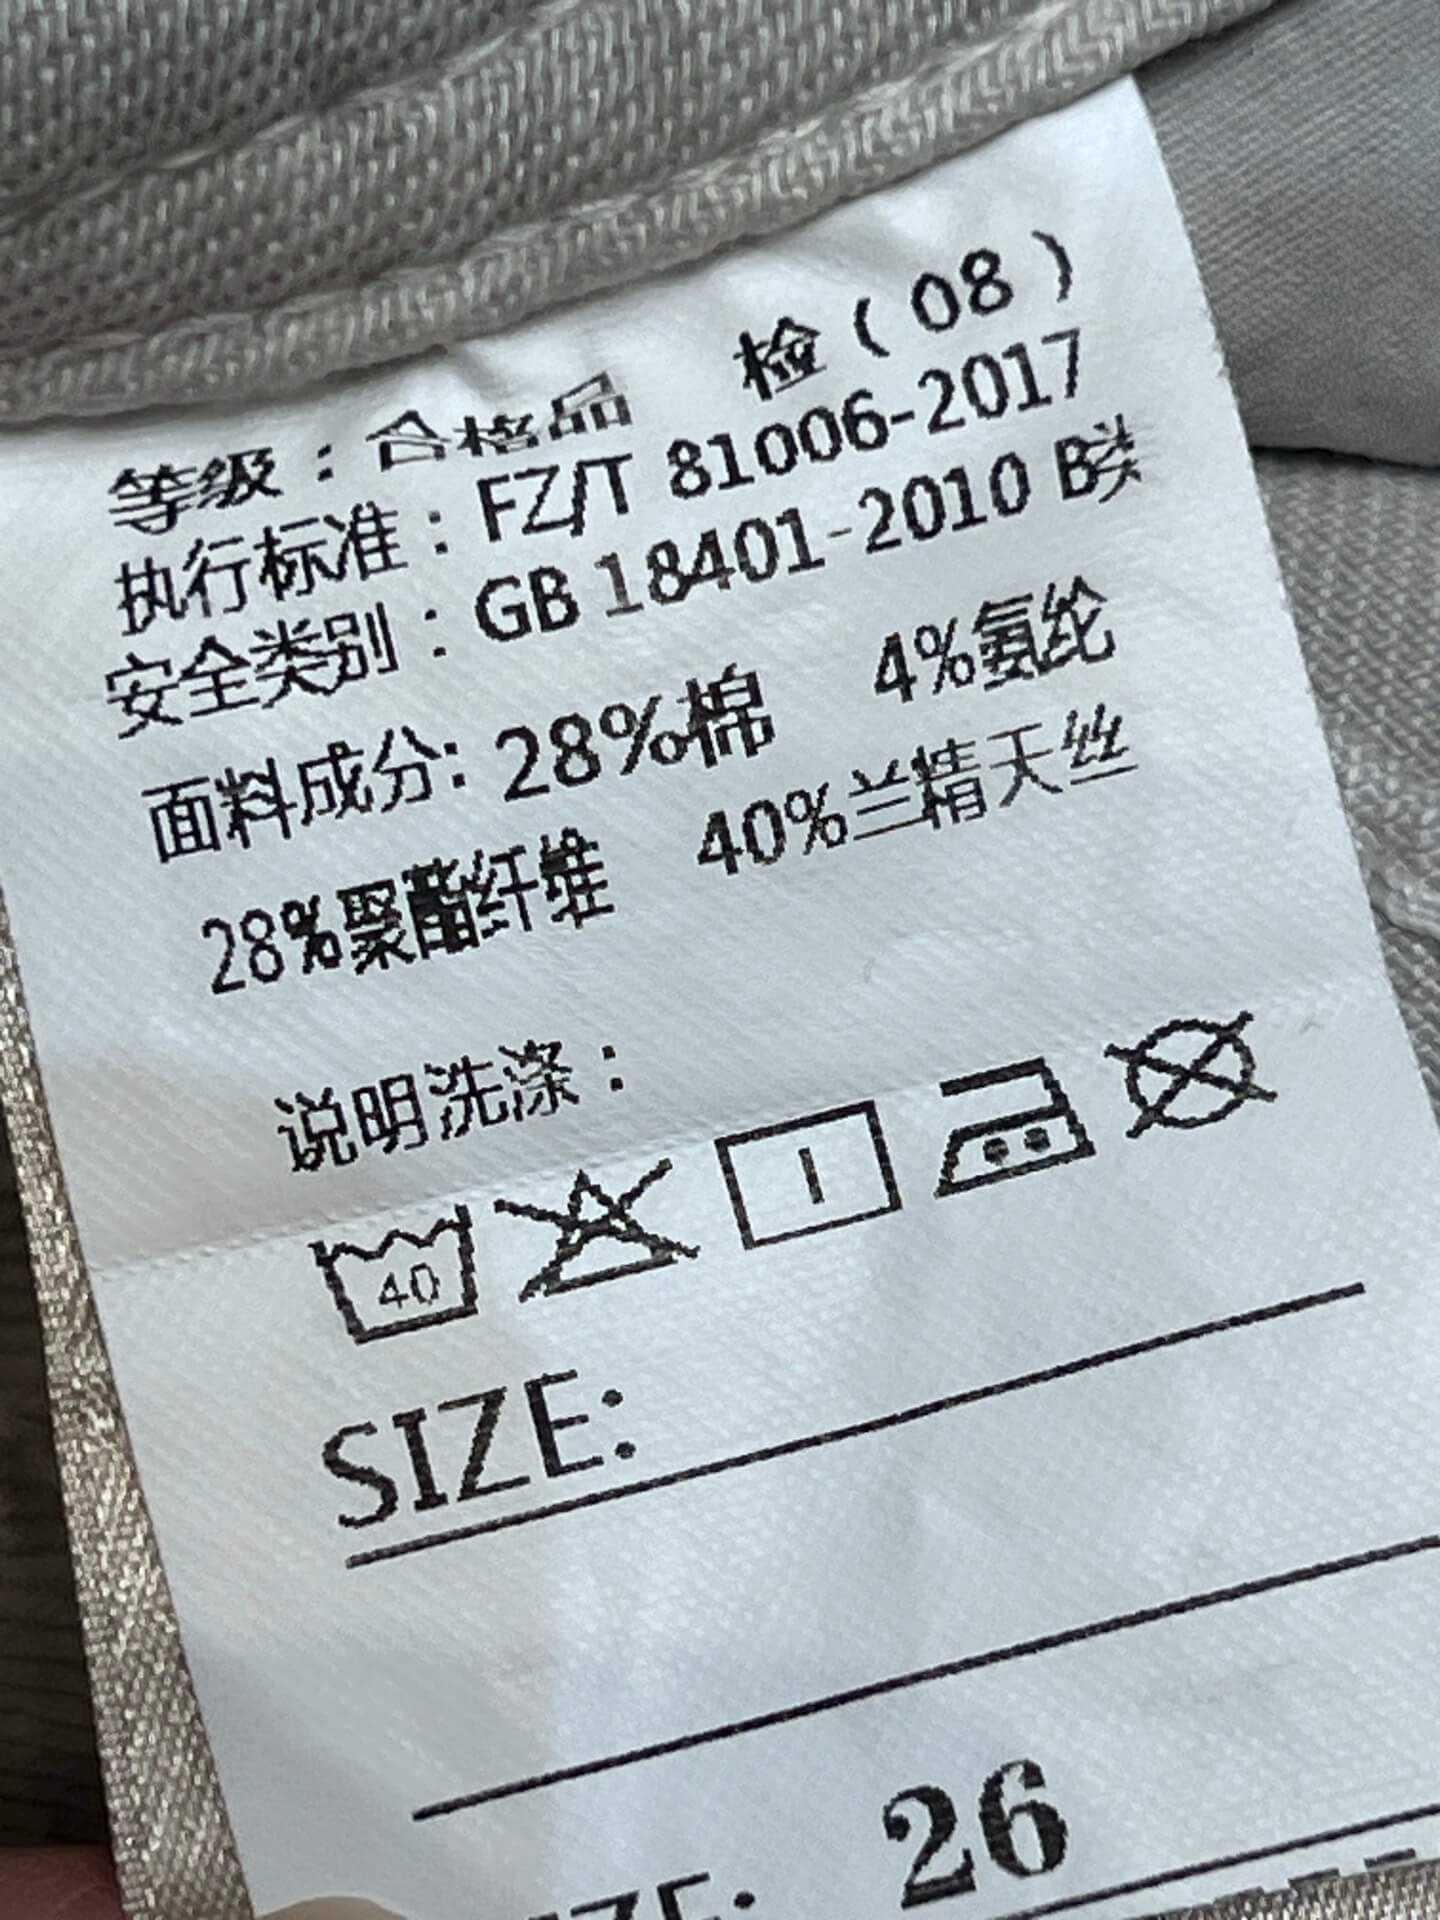 等级：合格品 检（08）
执行标准：FZ/T 81006-2017
安全类别：GB 18401-2010 B类
面料成分: 28%棉 4%氨纶
28%聚酯纤维 40%兰精天丝
说明洗涤：
40
SIZE:
26